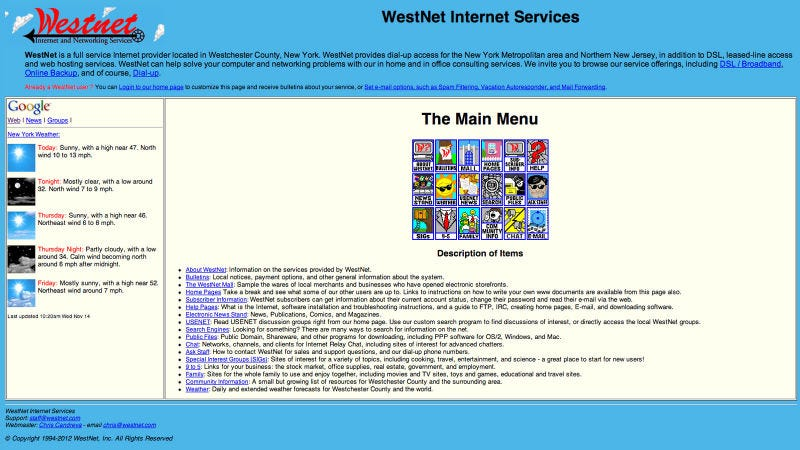 Westnet
Internet and Networking Services
WestNet Internet Services
WestNet is a full service Internet provider located in Westchester County, New York. WestNet provides dial-up access for the New York Metropolitan area and Northern New Jersey, in addition to DSL, leased-line access
and web hosting services. WestNet can help solve your computer and networking problems with our in home and in office consulting services. We invite you to browse our service offerings, including DSL / Broadband,
Online Backup, and of course, Dial-up.
Already a WestNet user? You can Login to our home page to customize this page and receive bulletins about your service, or Set e-mail options, such as Spam Filtering, Vacation Autoresponder, and Mail Forwarding.
Google
Web | News | Groups |
New York Weather:
Today: Sunny, with a high near 47. North
wind 10 to 13 mph.
Tonight: Mostly clear, with a low around
32. North wind 7 to 9 mph.
Thursday: Sunny, with a high near 46.
Northeast wind 6 to 8 mph.
Thursday Night: Partly cloudy, with a low
around 34. Calm wind becoming north
around 6 mph after midnight.
Friday: Mostly sunny, with a high near 52.
Northeast wind around 7 mph.
Last updated 10:20am Wed Nov 14
The Main Menu
ABOUT WESTNET BULLETINS MALL HOME PAGES SUB-SCRIBER INFO HELP
NEWS STAND WEATHER USENET NEWS SEARCH PUBLIC FILES ASK STAFF
SIGs 9-5 FAMILY COMMUNITY INFO CHAT E-MAIL
Description of Items
About WestNet: Information on the services provided by WestNet.
Bulletins: Local notices, payment options, and other general information about the system.
The WestNet Mall: Sample the wares of local merchants and businesses who have opened electronic storefronts.
Home Pages Take a break and see what some of our other users are up to. Links to instructions on how to write your own www documents are available from this page also.
Subscriber Information: WestNet subscribers can get information about their current account status, change their password and read their e-mail via the web.
Help Pages: What is the internet, software installation and troubleshooting instructions, and a guide to FTP, IRC, creating home pages, E-mail, and downloading software.
Electronic News Stand: News, Publications, Comics, and Magazines.
USENET: Read USENET discussion groups right from our home page. Use our custom search program to find discussions of interest, or directly access the local WestNet groups.
Search Engines: Looking for something? There are many ways to search for information on the net.
Public Files: Public Domain, Shareware, and other programs for downloading, including PPP software for OS/2, Windows, and Mac.
Chat: Networks, channels, and clients for Internet Relay Chat, including sites of interest for advanced chatters.
Ask Staff: How to contact WestNet for sales and support questions, and our dial-up phone numbers.
Special Interest Groups (SIGs): Sites of interest for a variety of topics, including cooking, travel, entertainment, and science - a great place to start for new users!
9 to 5: Links for your business: the stock market, office supplies, real estate, government, and employment.
Family: Sites for the whole family to use and enjoy together, including movies and TV sites, toys and games, educational and travel sites.
Community Information: A small but growing list of resources for Westchester County and the surrounding area.
Weather: Daily and extended weather forecasts for Westchester County and the world.
WestNet Internet Services
Support: staff@westnet.com
Webmaster: Chris Candreva - email chris@westnet.com
© Copyright 1994-2012 WestNet, Inc. All Rights Reserved